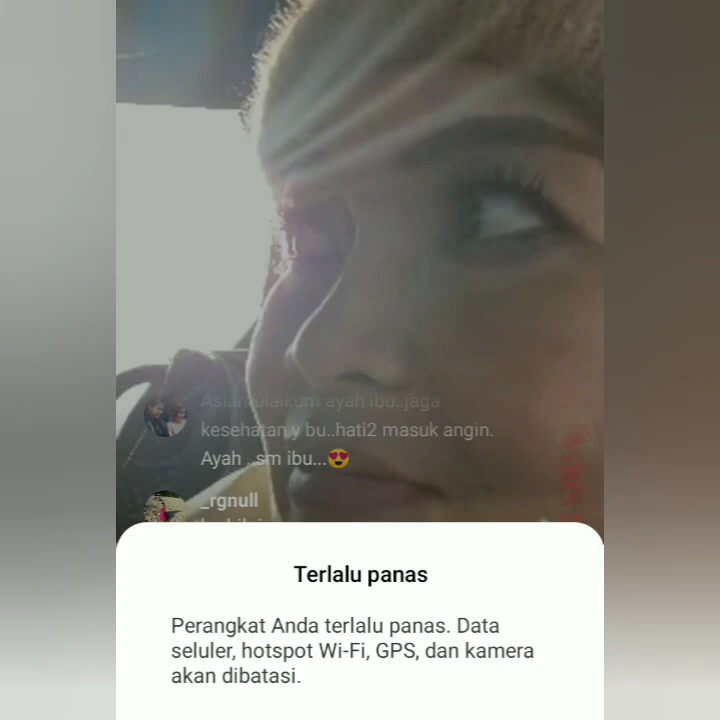 Aslamulaikum ayah ibu..jaga
kesehatan,y bu..hati2 masuk angin.
Ayah ..sm ibu...😍
_rgnull
Terlalu panas
Perangkat Anda terlalu panas. Data
seluler, hotspot Wi-Fi, GPS, dan kamera
akan dibatasi.